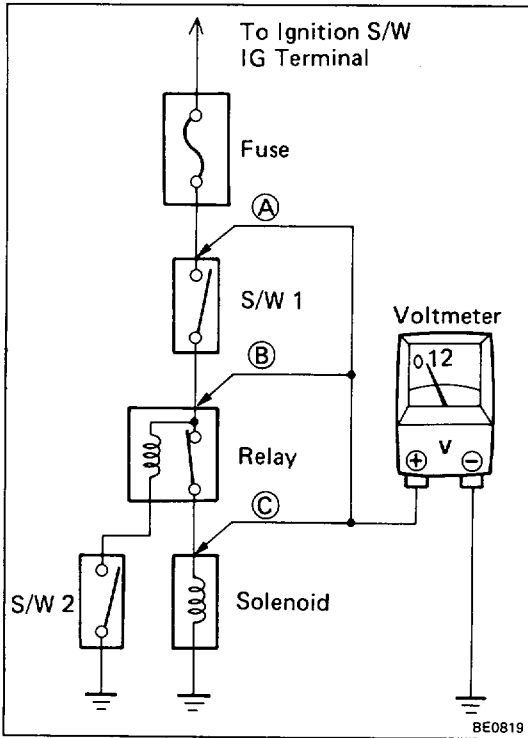 To Ignition S/W
IG Terminal
Fuse
A
S/W 1
Voltmeter
0 12
B
V
Relay
+ −
C
S/W 2
Solenoid
BE0819